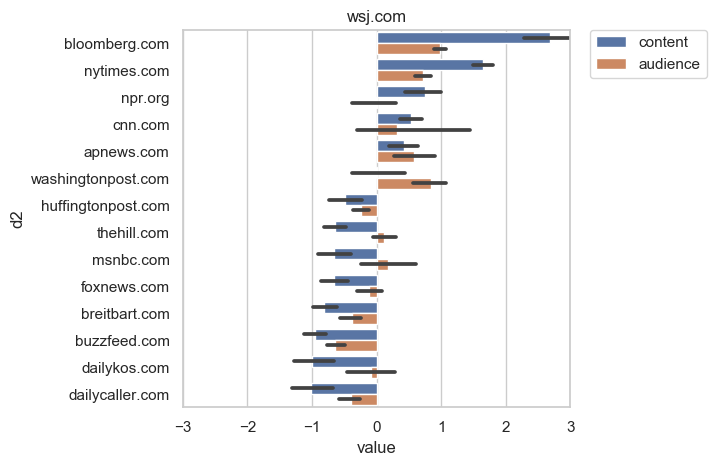 wsj.com
content
audience
d2
bloomberg.com
nytimes.com
npr.org
cnn.com
apnews.com
washingtonpost.com
huffingtonpost.com
thehill.com
msnbc.com
foxnews.com
breitbart.com
buzzfeed.com
dailykos.com
dailycaller.com
−3 −2 −1 0 1 2 3
value